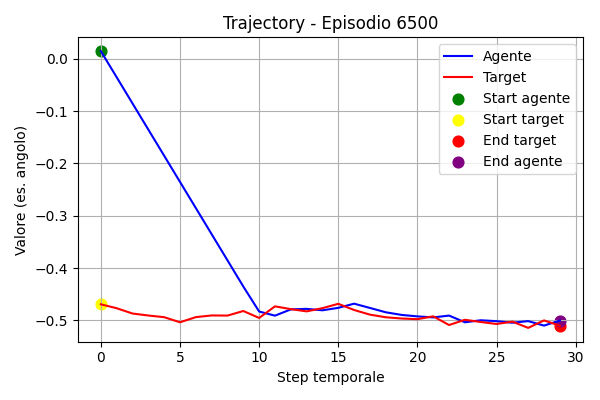 Trajectory - Episodio 6500
Valore (es. angolo)
0.0
−0.1
−0.2
−0.3
−0.4
−0.5
Agente
Target
Start agente
Start target
End target
End agente
0 5 10 15 20 25 30
Step temporale